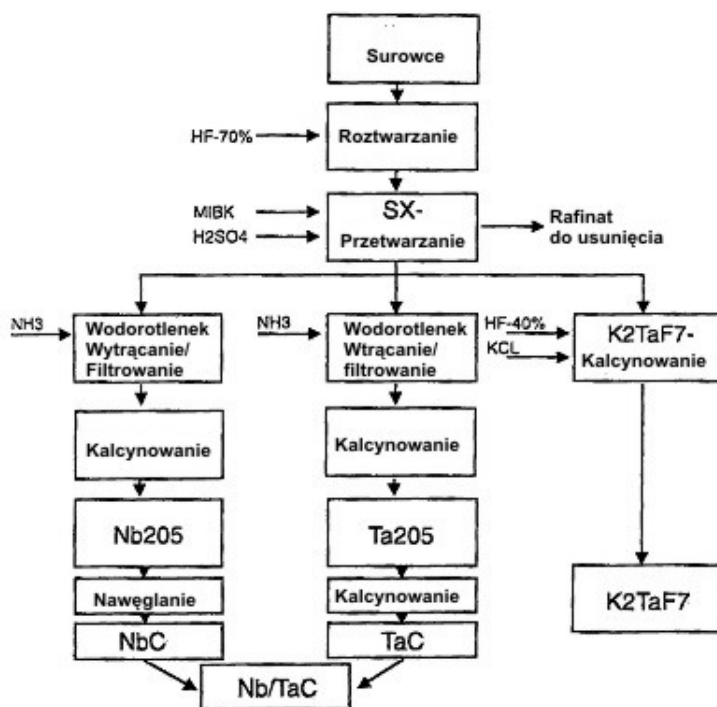 Surowce
HF-70%
Roztwarzanie
MIBK
H2SO4
SX-
Przetwarzanie
Rafinat
do usunięcia
NH3
Wodorotlenek
Wytrącanie/
Filtrowanie
NH3
Wodorotlenek
Wtrącanie/
filtrowanie
HF-40%
KCL
K2TaF7-
Kalcynowanie
Kalcynowanie
Kalcynowanie
Nb205
Ta205
K2TaF7
Nawęglanie
Kalcynowanie
NbC
TaC
Nb/TaC